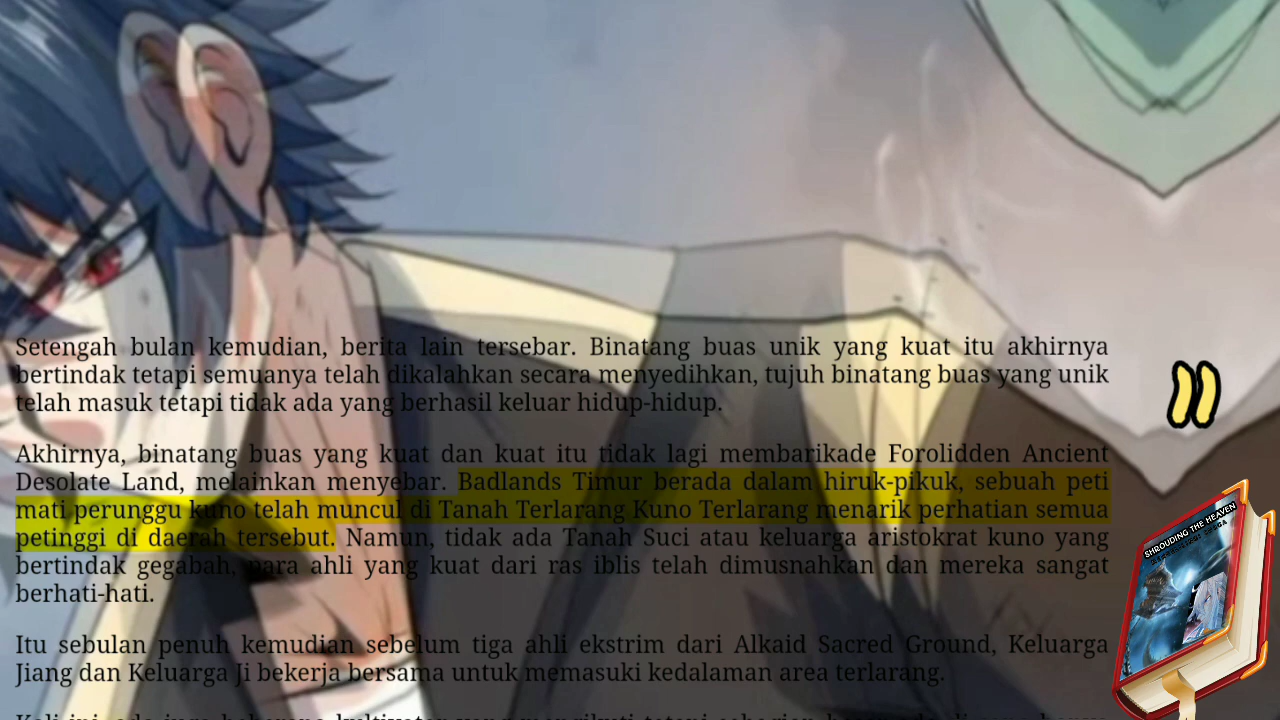 Setengah bulan kemudian, berita lain tersebar. Binatang buas unik yang kuat itu akhirnya
bertindak tetapi semuanya telah dikalahkan secara menyedihkan, tujuh binatang buas yang unik
telah masuk tetapi tidak ada yang berhasil keluar hidup-hidup.
Akhirnya, binatang buas yang kuat dan kuat itu tidak lagi membarikade Forolidden Ancient
Desolate Land, melainkan menyebar. Badlands Timur berada dalam hiruk-pikuk, sebuah peti
mati perunggu kuno telah muncul di Tanah Terlarang Kuno Terlarang menarik perhatian semua
petinggi di daerah tersebut. Namun, tidak ada Tanah Suci atau keluarga aristokrat kuno yang
bertindak gegabah, para ahli yang kuat dari ras iblis telah dimusnahkan dan mereka sangat
berhati-hati.
Itu sebulan penuh kemudian sebelum tiga ahli ekstrim dari Alkaid Sacred Ground, Keluarga
Jiang dan Keluarga Ji bekerja bersama untuk memasuki kedalaman area terlarang.
SHROUDING THE HEAVEN